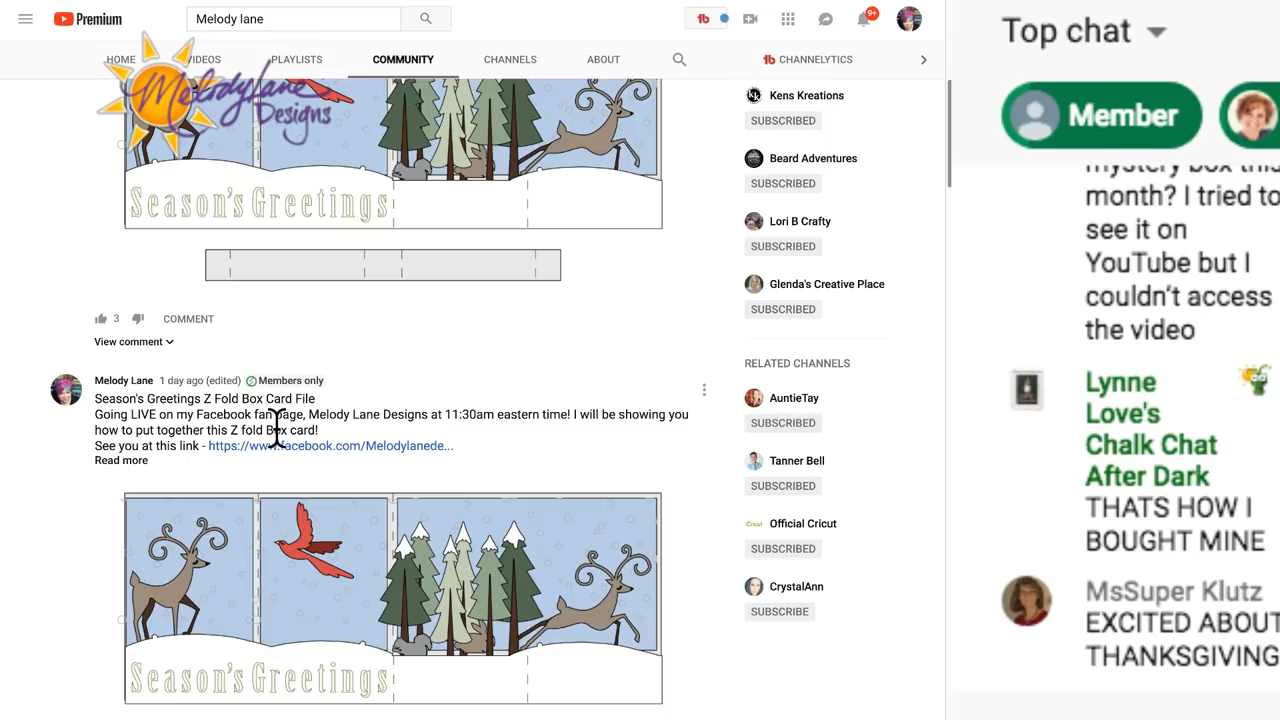 Premium
Melody lane
9+
HOME
VIDEOS
PLAYLISTS
COMMUNITY
CHANNELS
ABOUT
CHANNELYTICS
MelodyLane
Designs
Season's Greetings
3
COMMENT
View comment
Melody Lane 1 day ago (edited) Members only
Season's Greetings Z Fold Box Card File
Going LIVE on my Facebook fan page, Melody Lane Designs at 11:30am eastern time! I will be showing you
how to put together this Z fold Box card!
See you at this link - https://www.facebook.com/Melodylanede...
Read more
Season's Greetings
Kens Kreations
SUBSCRIBED
Beard Adventures
SUBSCRIBED
Lori B Crafty
SUBSCRIBED
Glenda's Creative Place
SUBSCRIBED
RELATED CHANNELS
AuntieTay
SUBSCRIBED
Tanner Bell
SUBSCRIBED
Cricut
Official Cricut
SUBSCRIBED
CrystalAnn
SUBSCRIBE
Top chat
Member
mystery box this
month? I tried to
see it on
YouTube but I
couldn't access
the video
Lynne
Love's
Chalk Chat
After Dark
THATS HOW I
BOUGHT MINE
MsSuper Klutz
EXCITED ABOUT
THANKSGIVING